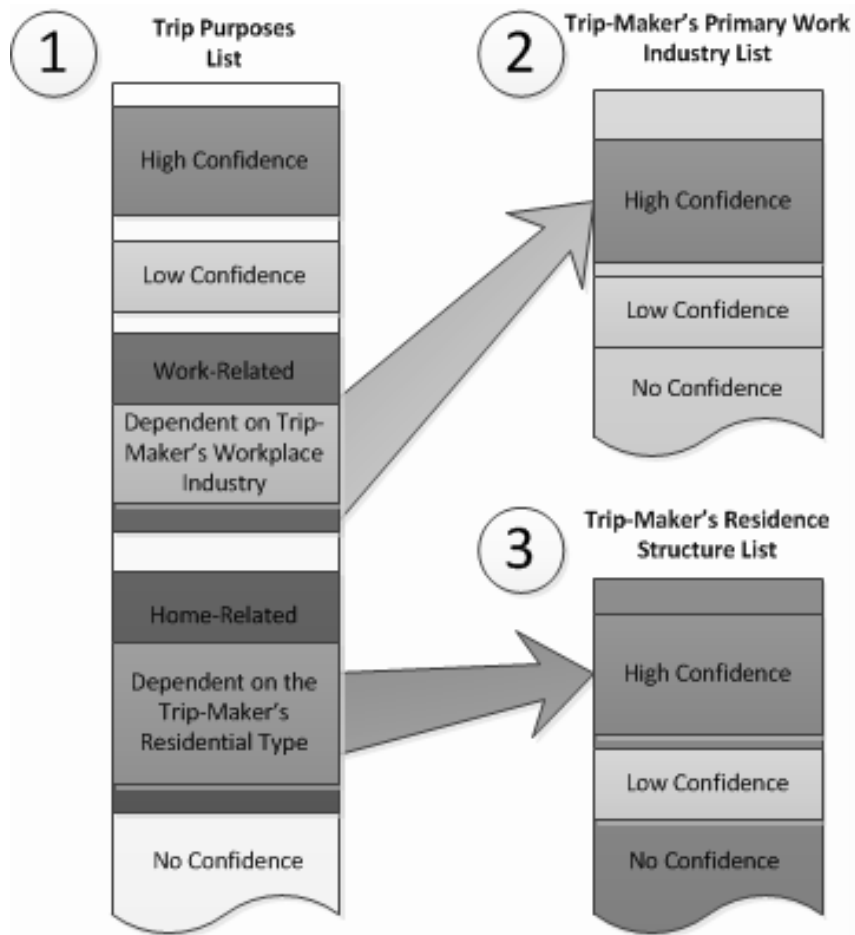 1
Trip Purposes
List
High Confidence
Low Confidence
Work-Related
Dependent on Trip-
Maker's Workplace
Industry
Home-Related
Dependent on the
Trip-Maker's
Residential Type
No Confidence
2
Trip-Maker's Primary Work
Industry List
High Confidence
Low Confidence
No Confidence
3
Trip-Maker's Residence
Structure List
High Confidence
Low Confidence
No Confidence